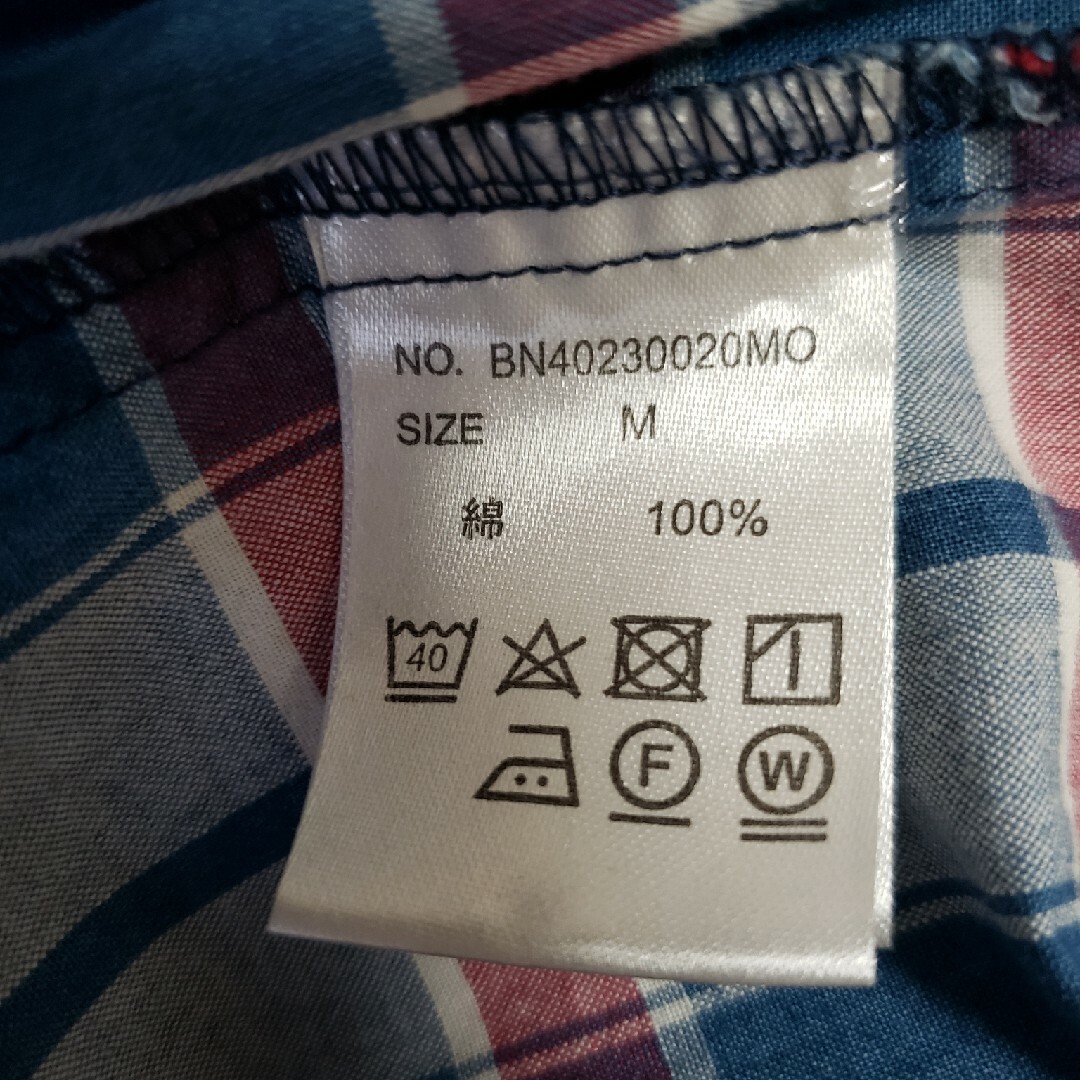 NO. BN40230020MO
SIZE M
綿 100%
40
F W